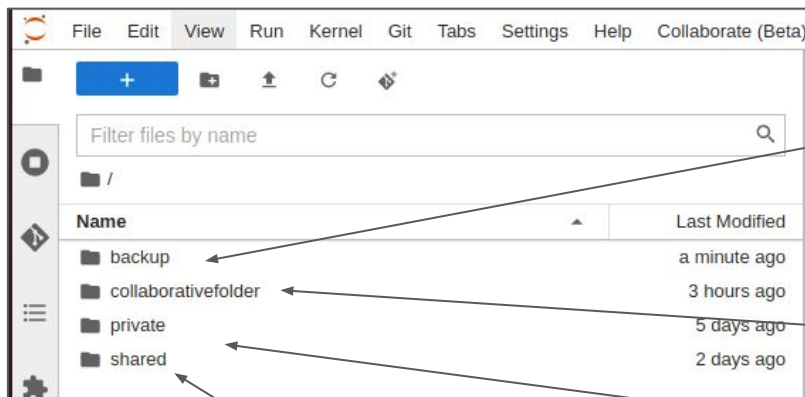 File Edit View Run Kernel Git Tabs Settings Help Collaborate (Beta)
+
Filter files by name
/
Name Last Modified
backup a minute ago
collaborativefolder 3 hours ago
private 5 days ago
shared 2 days ago